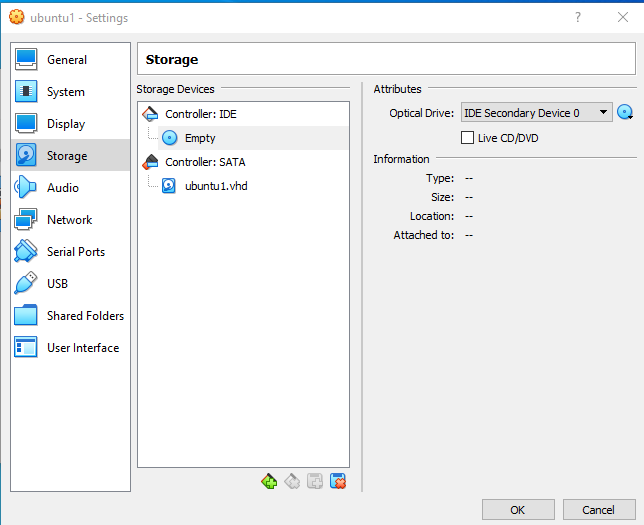 ubuntu1 - Settings
?
General
System
Display
Storage
Audio
Network
Serial Ports
USB
Shared Folders
User Interface
Storage
Storage Devices
Controller: IDE
Empty
Controller: SATA
ubuntu1.vhd
Attributes
Optical Drive: IDE Secondary Device 0
Live CD/DVD
Information
Type: --
Size: --
Location: --
Attached to: --
OK
Cancel